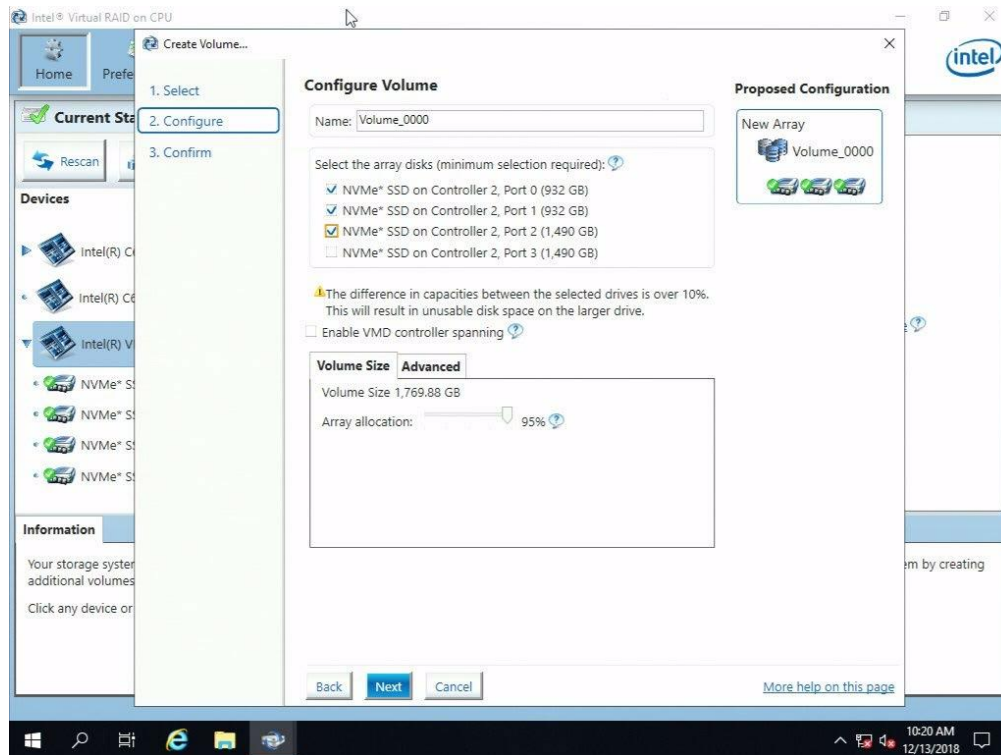 Intel® Virtual RAID on CPU
Home
Prefe
intel
Current Sta
Rescan
Devices
Intel(R) C
Intel(R) C6
Intel(R) V
NVMe* SS
NVMe* SS
NVMe* SS
NVMe* SS
Information
Your storage system
additional volumes
Click any device or
em by creating
Create Volume...
1. Select
2. Configure
3. Confirm
Configure Volume
Name: Volume_0000
Select the array disks (minimum selection required):
NVMe* SSD on Controller 2, Port 0 (932 GB)
NVMe* SSD on Controller 2, Port 1 (932 GB)
NVMe* SSD on Controller 2, Port 2 (1,490 GB)
NVMe* SSD on Controller 2, Port 3 (1,490 GB)
The difference in capacities between the selected drives is over 10%.
This will result in unusable disk space on the larger drive.
Enable VMD controller spanning
Volume Size Advanced
Volume Size 1,769.88 GB
Array allocation: 95%
Proposed Configuration
New Array
Volume_0000
Back Next Cancel
More help on this page
10:20 AM
12/13/2018